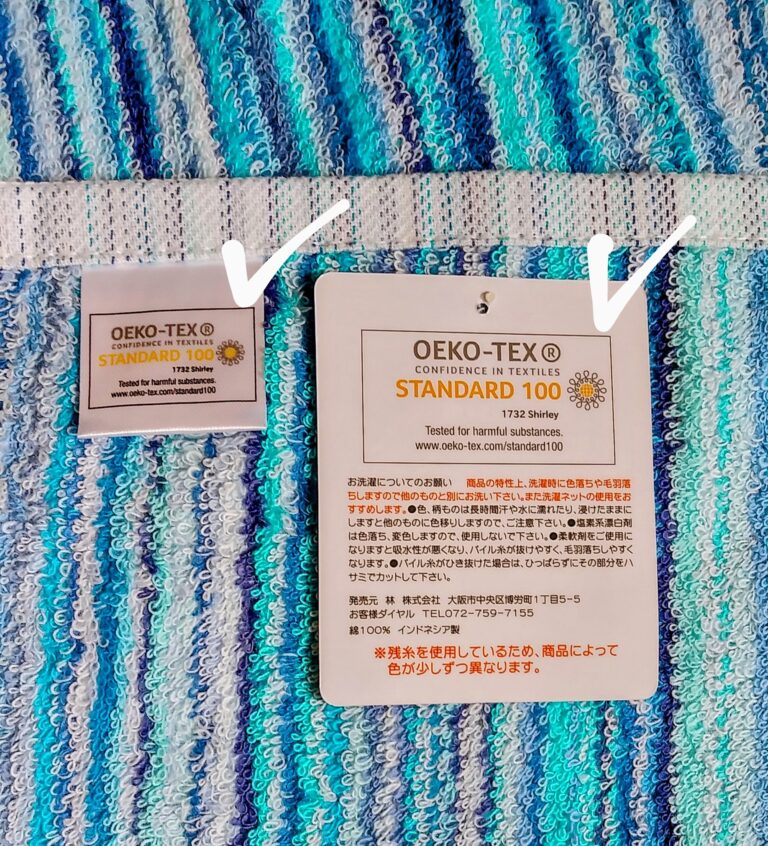 OEKO-TEX®
CONFIDENCE IN TEXTILES
STANDARD 100
1732 Shirley
Tested for harmful substances.
www.oeko-tex.com/standard100
OEKO-TEX®
CONFIDENCE IN TEXTILES
STANDARD 100
1732 Shirley
Tested for harmful substances.
www.oeko-tex.com/standard100
お洗濯についてのお願い 商品の特性上、洗濯時に色落ちや毛羽落
ちしますので他のものと別にお洗い下さい。また洗濯ネットの使用をお
すすめします。●色、柄ものは長時間汗や水に濡れたり、浸けたままに
しますと他のものに色移りしますので、ご注意下さい。●塩素系漂白剤
は色落ち、変色しますので、使用しないで下さい。●柔軟剤をご使用に
なりますと吸水性が悪くなり、パイル糸が抜けやすく、毛羽落ちしやすく
なります。●パイル糸がひき抜けた場合は、ひっぱらずにその部分をハ
サミでカットして下さい。
発売元 林 株式会社 大阪市中央区博労町1丁目5-5
お客様ダイヤル TEL072-759-7155
綿100% インドネシア製
※残糸を使用しているため、商品によって
色が少しずつ異なります。